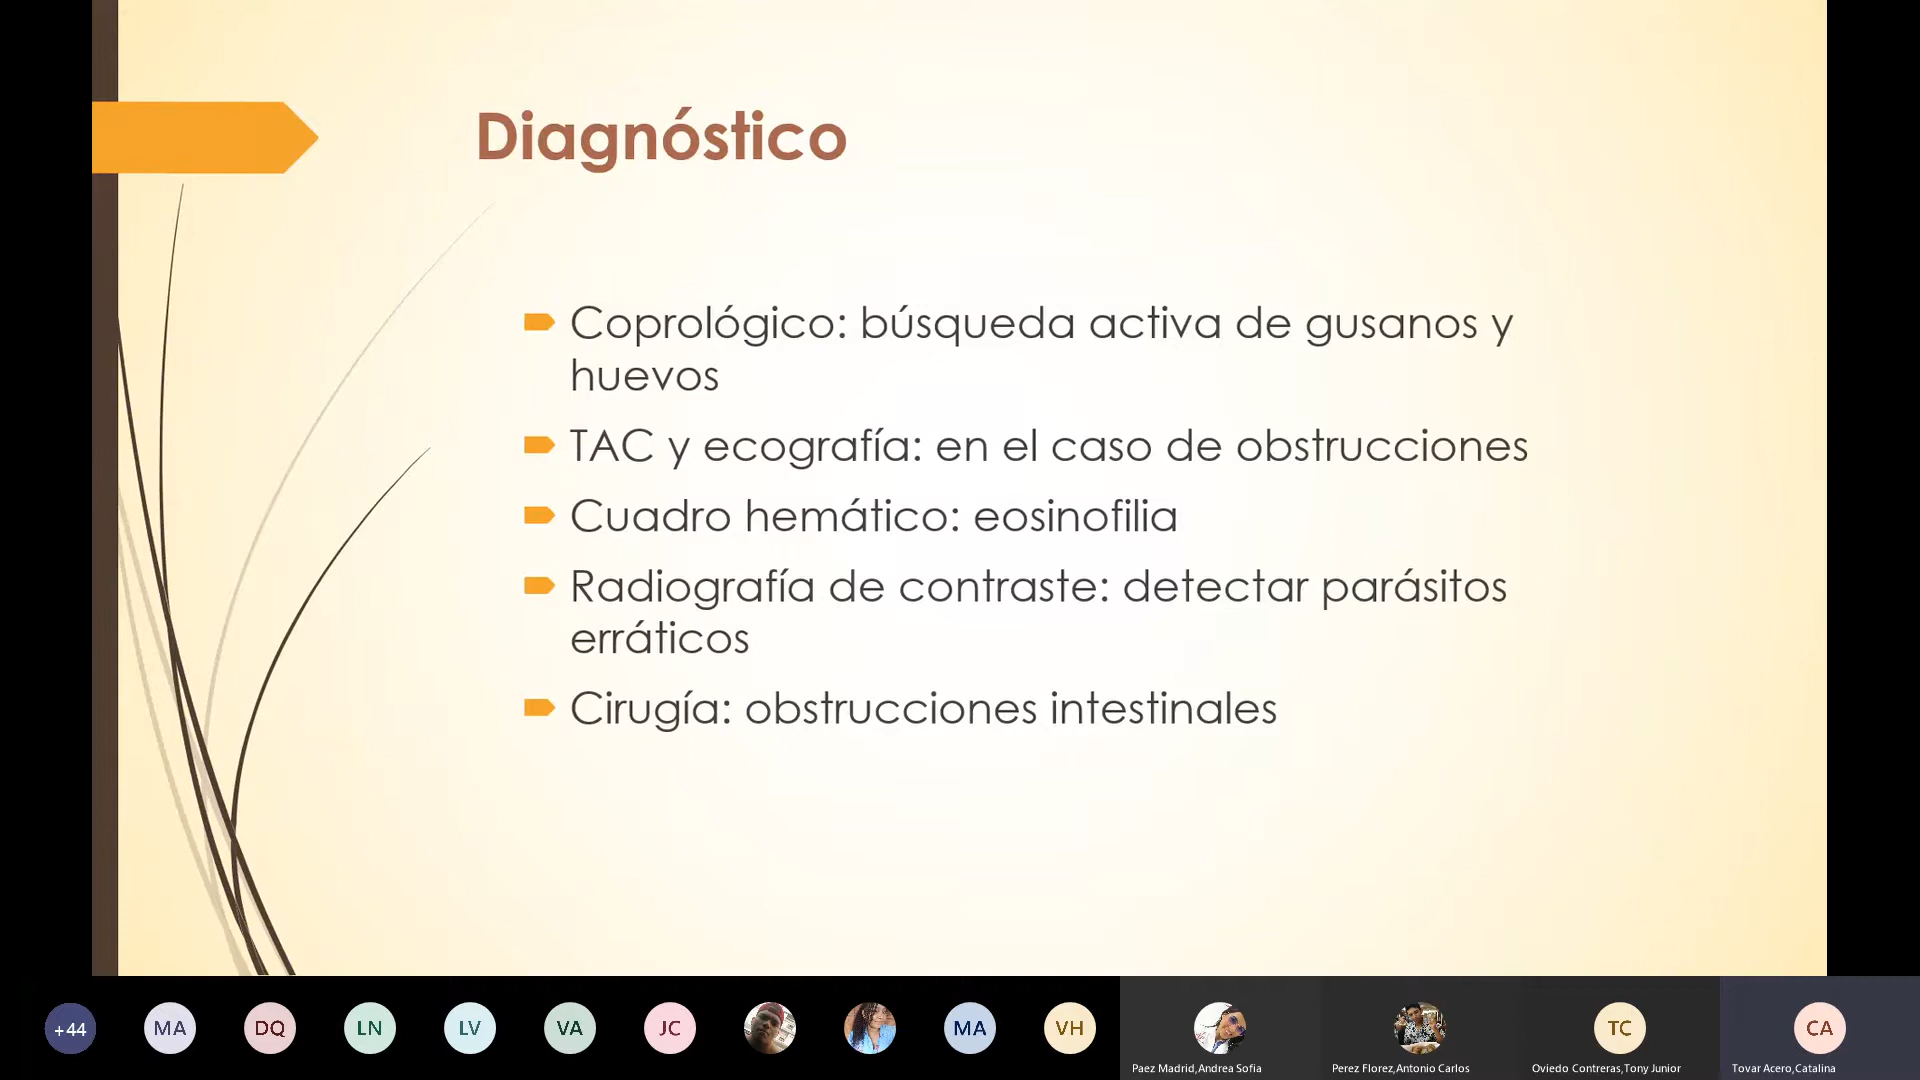 Diagnóstico
Coprológico: búsqueda activa de gusanos y
huevos
TAC y ecografía: en el caso de obstrucciones
Cuadro hemático: eosinofilia
Radiografía de contraste: detectar parásitos
erráticos
Cirugía: obstrucciones intestinales
+44 MA DQ LN LV VA JC MA VH TC CA
Paez Madrid,Andrea Sofia Perez Florez,Antonio Carlos Oviedo Contreras,Tony Junior Tovar Acero,Catalina